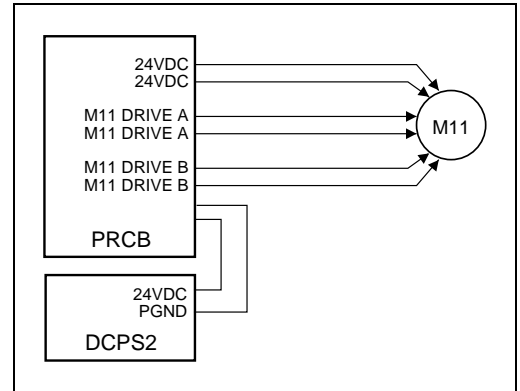 24VDC
24VDC
M11 DRIVE A
M11 DRIVE A
M11 DRIVE B
M11 DRIVE B
PRCB
M11
24VDC
PGND
DCPS2